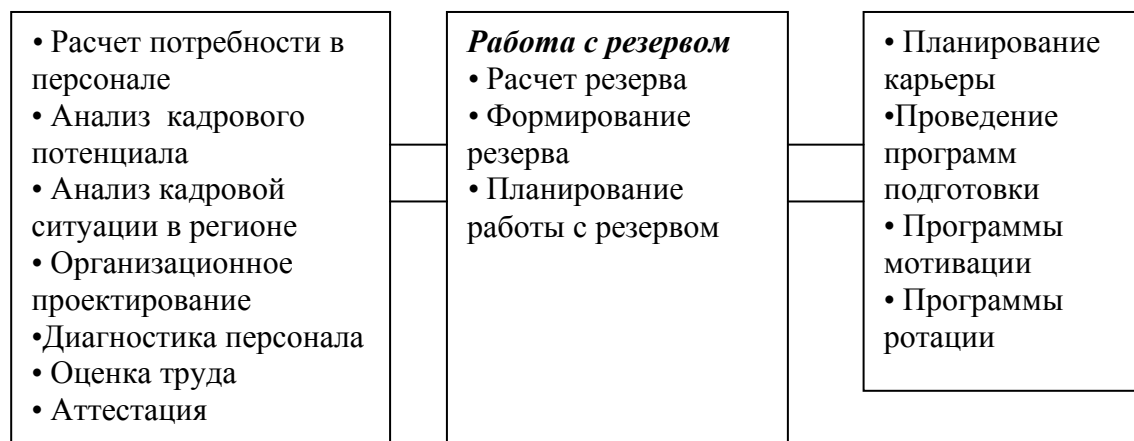 • Расчет потребности в
персонале
• Анализ кадрового
потенциала
• Анализ кадровой
ситуации в регионе
• Организационное
проектирование
•Диагностика персонала
• Оценка труда
• Аттестация
Работа с резервом
• Расчет резерва
• Формирование
резерва
• Планирование
работы с резервом
• Планирование
карьеры
•Проведение
программ
подготовки
• Программы
мотивации
• Программы
ротации